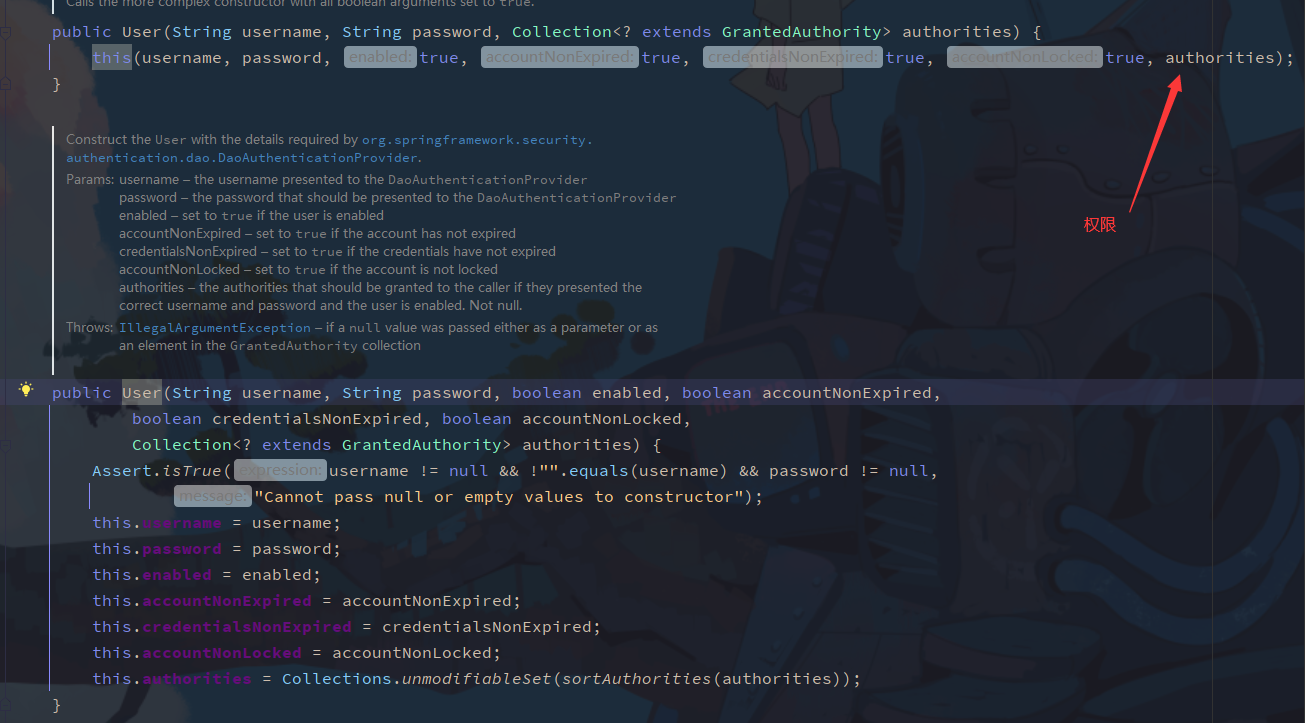 Calls the more complex constructor with all boolean arguments set to true.
public User(String username, String password, Collection<? extends GrantedAuthority> authorities) {
this(username, password, enabled: true, accountNonExpired: true, credentialsNonExpired: true, accountNonLocked: true, authorities);
}
权限
Construct the User with the details required by org.springframework.security.
authentication.dao.DaoAuthenticationProvider.
Params: username – the username presented to the DaoAuthenticationProvider
password – the password that should be presented to the DaoAuthenticationProvider
enabled – set to true if the user is enabled
accountNonExpired – set to true if the account has not expired
credentialsNonExpired – set to true if the credentials have not expired
accountNonLocked – set to true if the account is not locked
authorities – the authorities that should be granted to the caller if they presented the
correct username and password and the user is enabled. Not null.
Throws: IllegalArgumentException – if a null value was passed either as a parameter or as
an element in the GrantedAuthority collection
public User(String username, String password, boolean enabled, boolean accountNonExpired,
boolean credentialsNonExpired, boolean accountNonLocked,
Collection<? extends GrantedAuthority> authorities) {
Assert.isTrue( expression: username != null && !"".equals(username) && password != null,
message: "Cannot pass null or empty values to constructor");
this.username = username;
this.password = password;
this.enabled = enabled;
this.accountNonExpired = accountNonExpired;
this.credentialsNonExpired = credentialsNonExpired;
this.accountNonLocked = accountNonLocked;
this.authorities = Collections.unmodifiableSet(sortAuthorities(authorities));
}